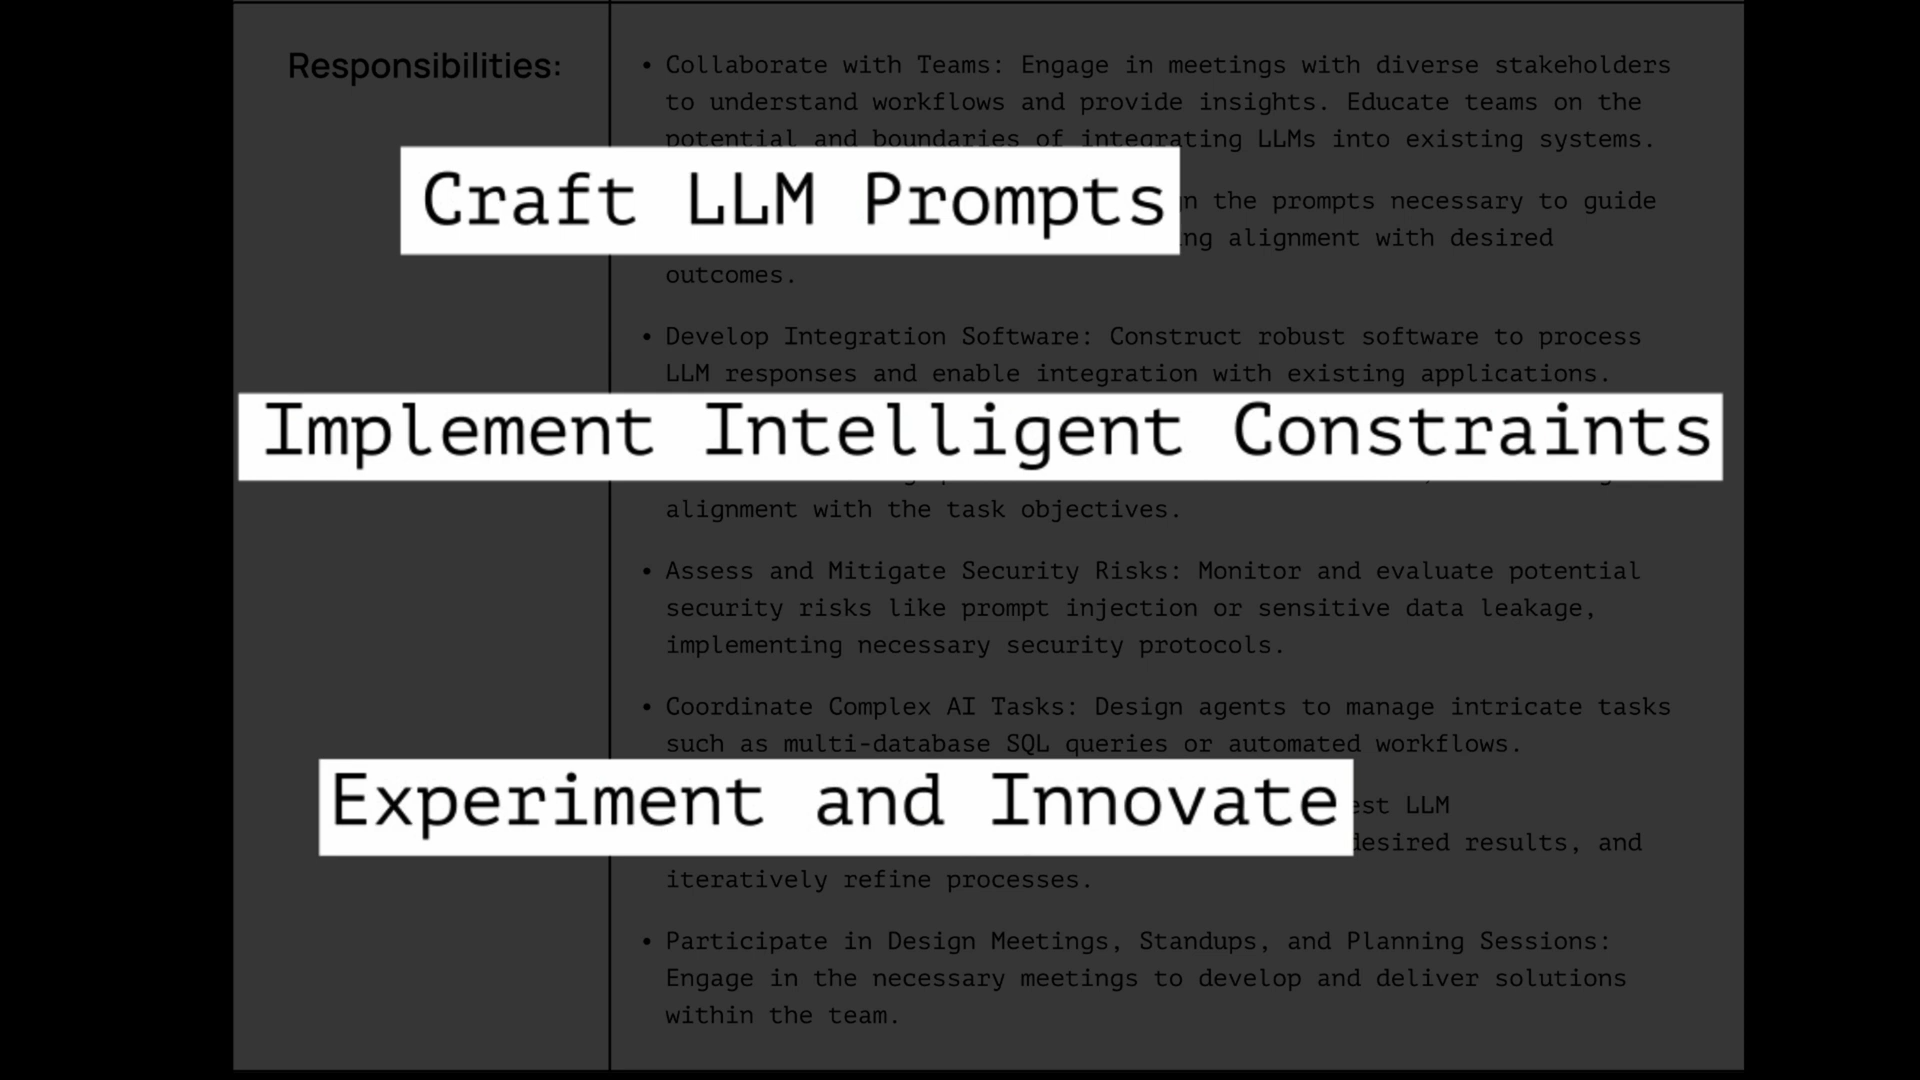 Responsibilities:
• Collaborate with Teams: Engage in meetings with diverse stakeholders
to understand workflows and provide insights. Educate teams on the
potential and boundaries of integrating LLMs into existing systems.
Craft LLM Prompts
the prompts necessary to guide
alignment with desired
outcomes.
• Develop Integration Software: Construct robust software to process
LLM responses and enable integration with existing applications.
Implement Intelligent Constraints
alignment with the task objectives.
• Assess and Mitigate Security Risks: Monitor and evaluate potential
security risks like prompt injection or sensitive data leakage,
implementing necessary security protocols.
• Coordinate Complex AI Tasks: Design agents to manage intricate tasks
such as multi-database SQL queries or automated workflows.
Experiment and Innovate
LLM
desired results, and
iteratively refine processes.
• Participate in Design Meetings, Standups, and Planning Sessions:
Engage in the necessary meetings to develop and deliver solutions
within the team.